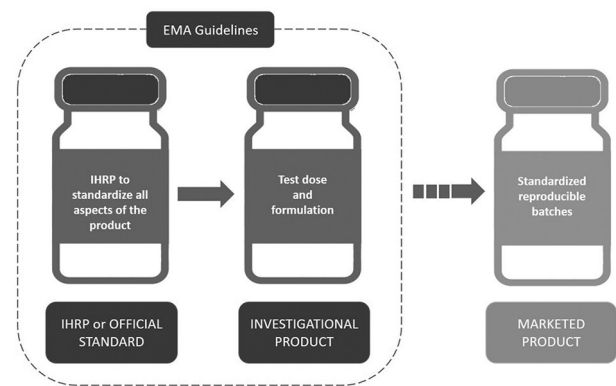 EMA Guidelines
IHRP to
standardize all
aspects of the
product
Test dose
and
formulation
Standardized
reproducible
batches
IHRP or OFFICIAL
STANDARD
INVESTIGATIONAL
PRODUCT
MARKETED
PRODUCT